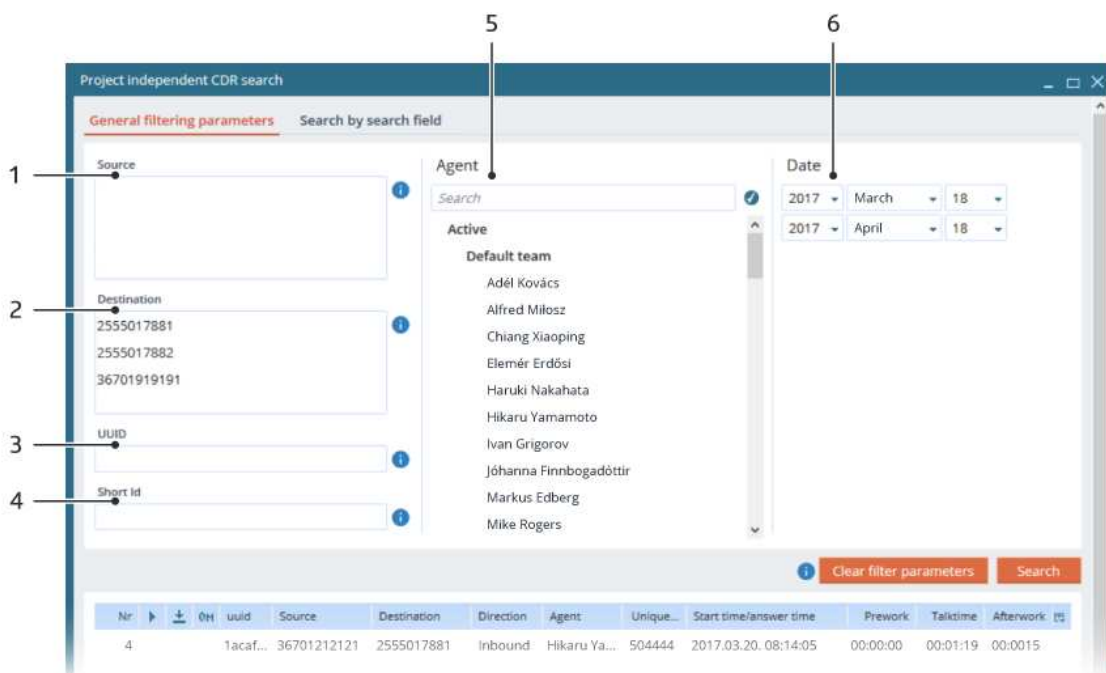 5 6
Project independent CDR search
General filtering parameters Search by search field
1 Source
Agent
Date
Search
2017 March 18
2017 April 18
Active
Default team
Adél Kovács
Alfred Miłosz
Chiang Xiaoping
Elemér Erdősi
Haruki Nakahata
Hikaru Yamamoto
Ivan Grigorov
Jóhanna Finnbogadóttir
Markus Edberg
Mike Rogers
2 Destination
2555017881
2555017882
36701919191
3 UUID
4 Short Id
Clear filter parameters Search
Nr uuid Source Destination Direction Agent Unique... Start time/answer time Prework Talktime Afterwork
4 1acaf... 36701212121 2555017881 Inbound Hikaru Ya... 504444 2017.03.20. 08:14:05 00:00:00 00:01:19 00:0015